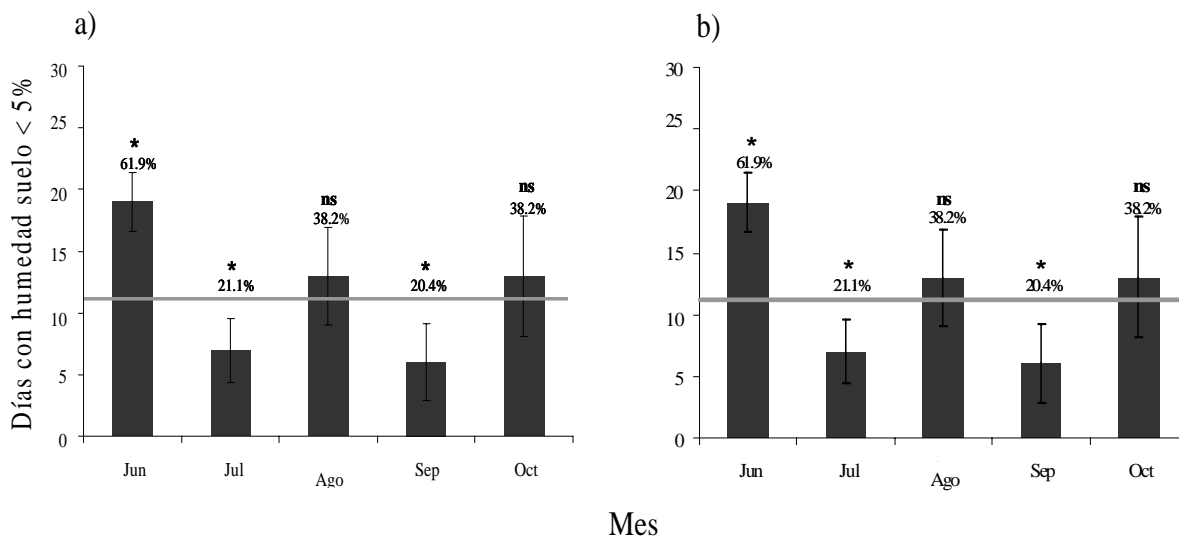 a)
Días con humedad suelo < 5%
30
25
20
15
10
5
0
*
61.9%
*
21.1%
ns
38.2%
*
20.4%
ns
38.2%
Jun
Jul
Ago
Sep
Oct
b)
30
25
20
15
10
5
0
*
61.9%
*
21.1%
ns
38.2%
*
20.4%
ns
38.2%
Jun
Jul
Ago
Sep
Oct
Mes